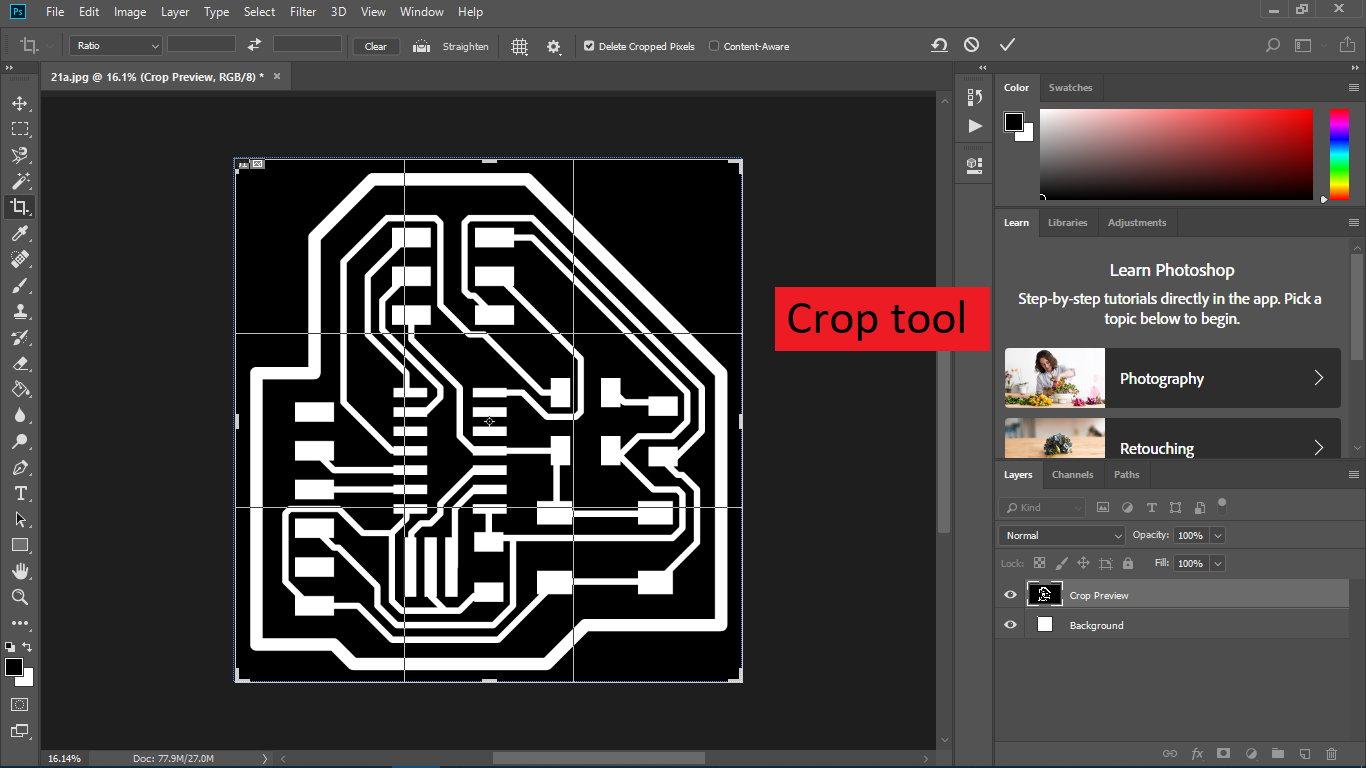 Ps File Edit Image Layer Type Select Filter 3D View Window Help
Ratio Clear Straighten Delete Cropped Pixels Content-Aware
21a.jpg @ 16.1% (Crop Preview, RGB/8) *
Color Swatches
Learn Libraries Adjustments
Learn Photoshop
Step-by-step tutorials directly in the app. Pick a
topic below to begin.
Crop tool
Photography
Retouching
Layers Channels Paths
Kind
Normal Opacity: 100%
Lock: Fill: 100%
Crop Preview
Background
16.14% Doc: 77.9M/27.0M